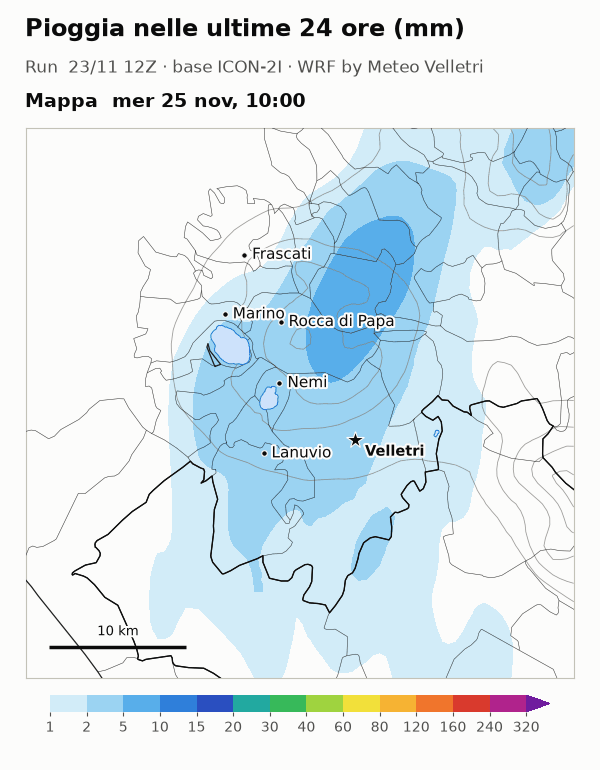 Pioggia nelle ultime 24 ore (mm)
Run 23/11 12Z · base ICON-2I · WRF by Meteo Velletri
Mappa mer 25 nov, 10:00
Frascati
Marino
Rocca di Papa
Nemi
Velletri
Lanuvio
10 km
1 2 5 10 15 20 30 40 60 80 120 160 240 320